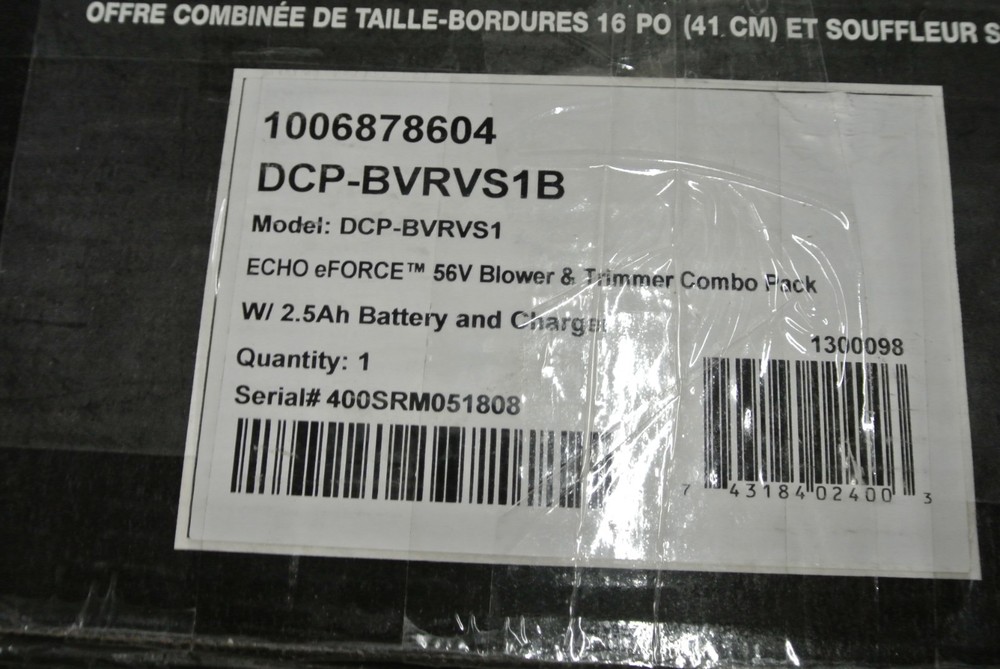 OFFRE COMBINÉE DE TAILLE-BORDURES 16 PO (41 CM) ET SOUFFLEUR S
1006878604
DCP-BVRVS1B
Model: DCP-BVRVS1
ECHO eFORCE™ 56V Blower & Trimmer Combo Pack
W/ 2.5Ah Battery and Charger
Quantity: 1
Serial# 400SRM051808
1300098
7 43184 02400 3